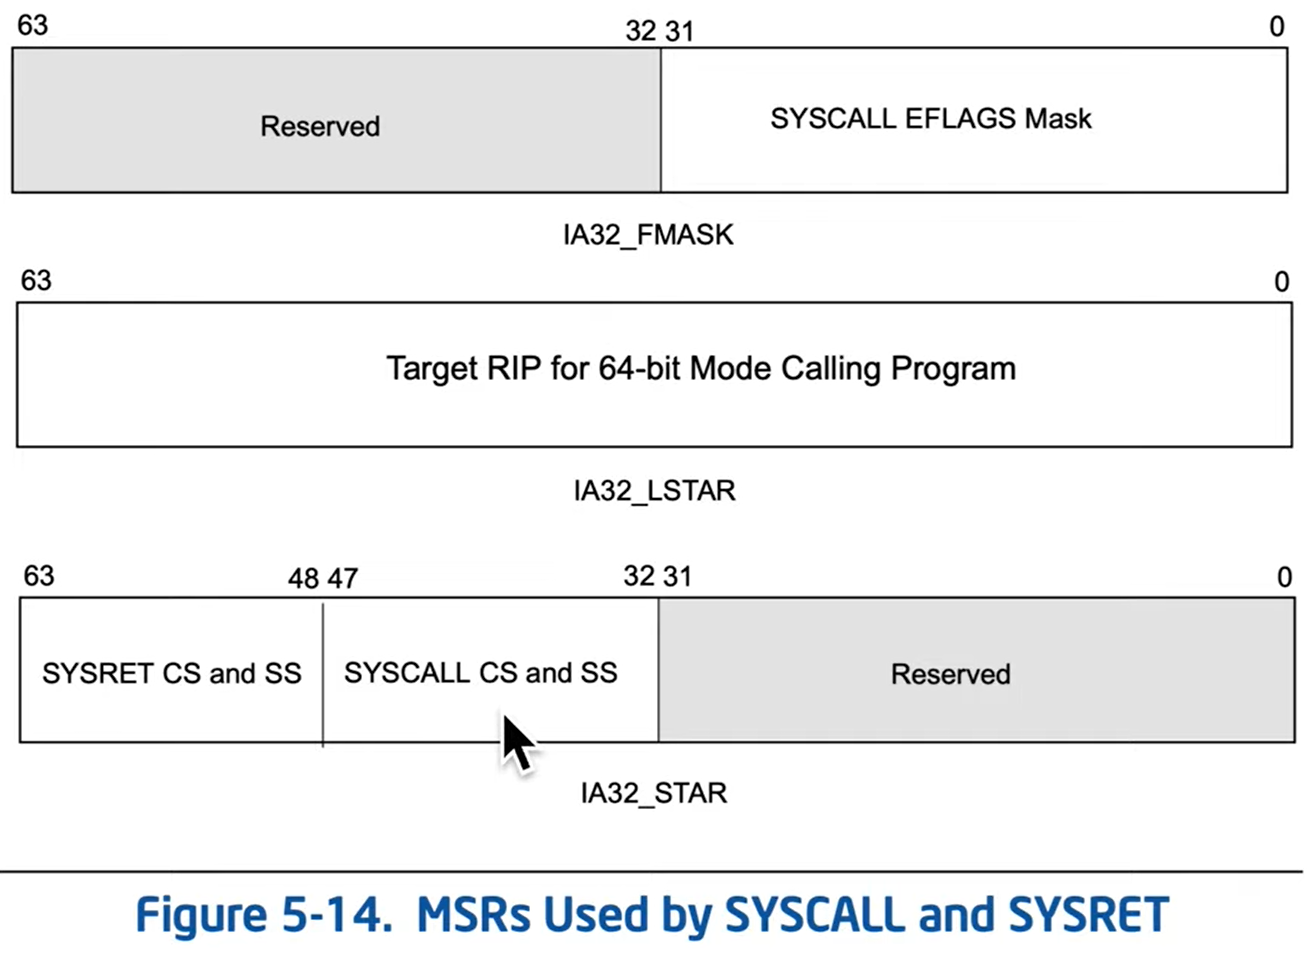 63 32 31 0
Reserved SYSCALL EFLAGS Mask
IA32_FMASK
63 0
Target RIP for 64-bit Mode Calling Program
IA32_LSTAR
63 48 47 32 31 0
SYSRET CS and SS SYSCALL CS and SS Reserved
IA32_STAR
Figure 5-14. MSRs Used by SYSCALL and SYSRET